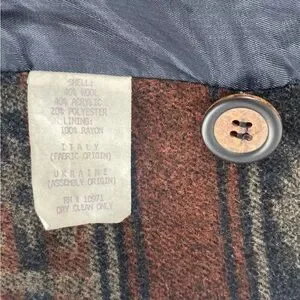 SHELL:
40% WOOL
40% ACRYLIC
20% POLYESTER
LINING:
100% RAYON
ITALY
(FABRIC ORIGIN)
UKRAINE
(ASSEMBLY ORIGIN)
RN # 10971
DRY CLEAN ONLY